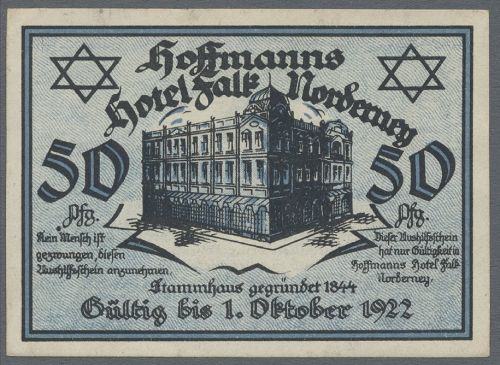 Hoffmanns
Hotel Falk Norderney
50
Pfg.
50
Pfg.
Kein Mensch ist
gezwungen, diesen
Aushilfsschein anzunehmen.
Dieser Aushilfsschein
hat nur Gültigkeit in
Hoffmanns Hotel Falk
Norderney.
Stammhaus gegründet 1844
Gültig bis 1. Oktober 1922